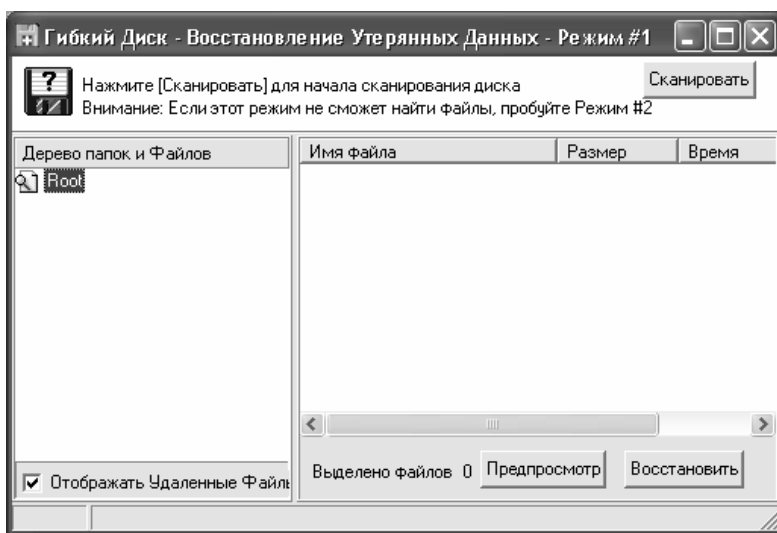 Гибкий Диск - Восстановление Утерянных Данных - Режим #1
Нажмите [Сканировать] для начала сканирования диска
Сканировать
Внимание: Если этот режим не сможет найти файлы, пробуйте Режим #2
Дерево папок и Файлов
Имя файла Размер Время
Root
Отображать Удаленные Файль
Выделено файлов 0 Предпросмотр Восстановить